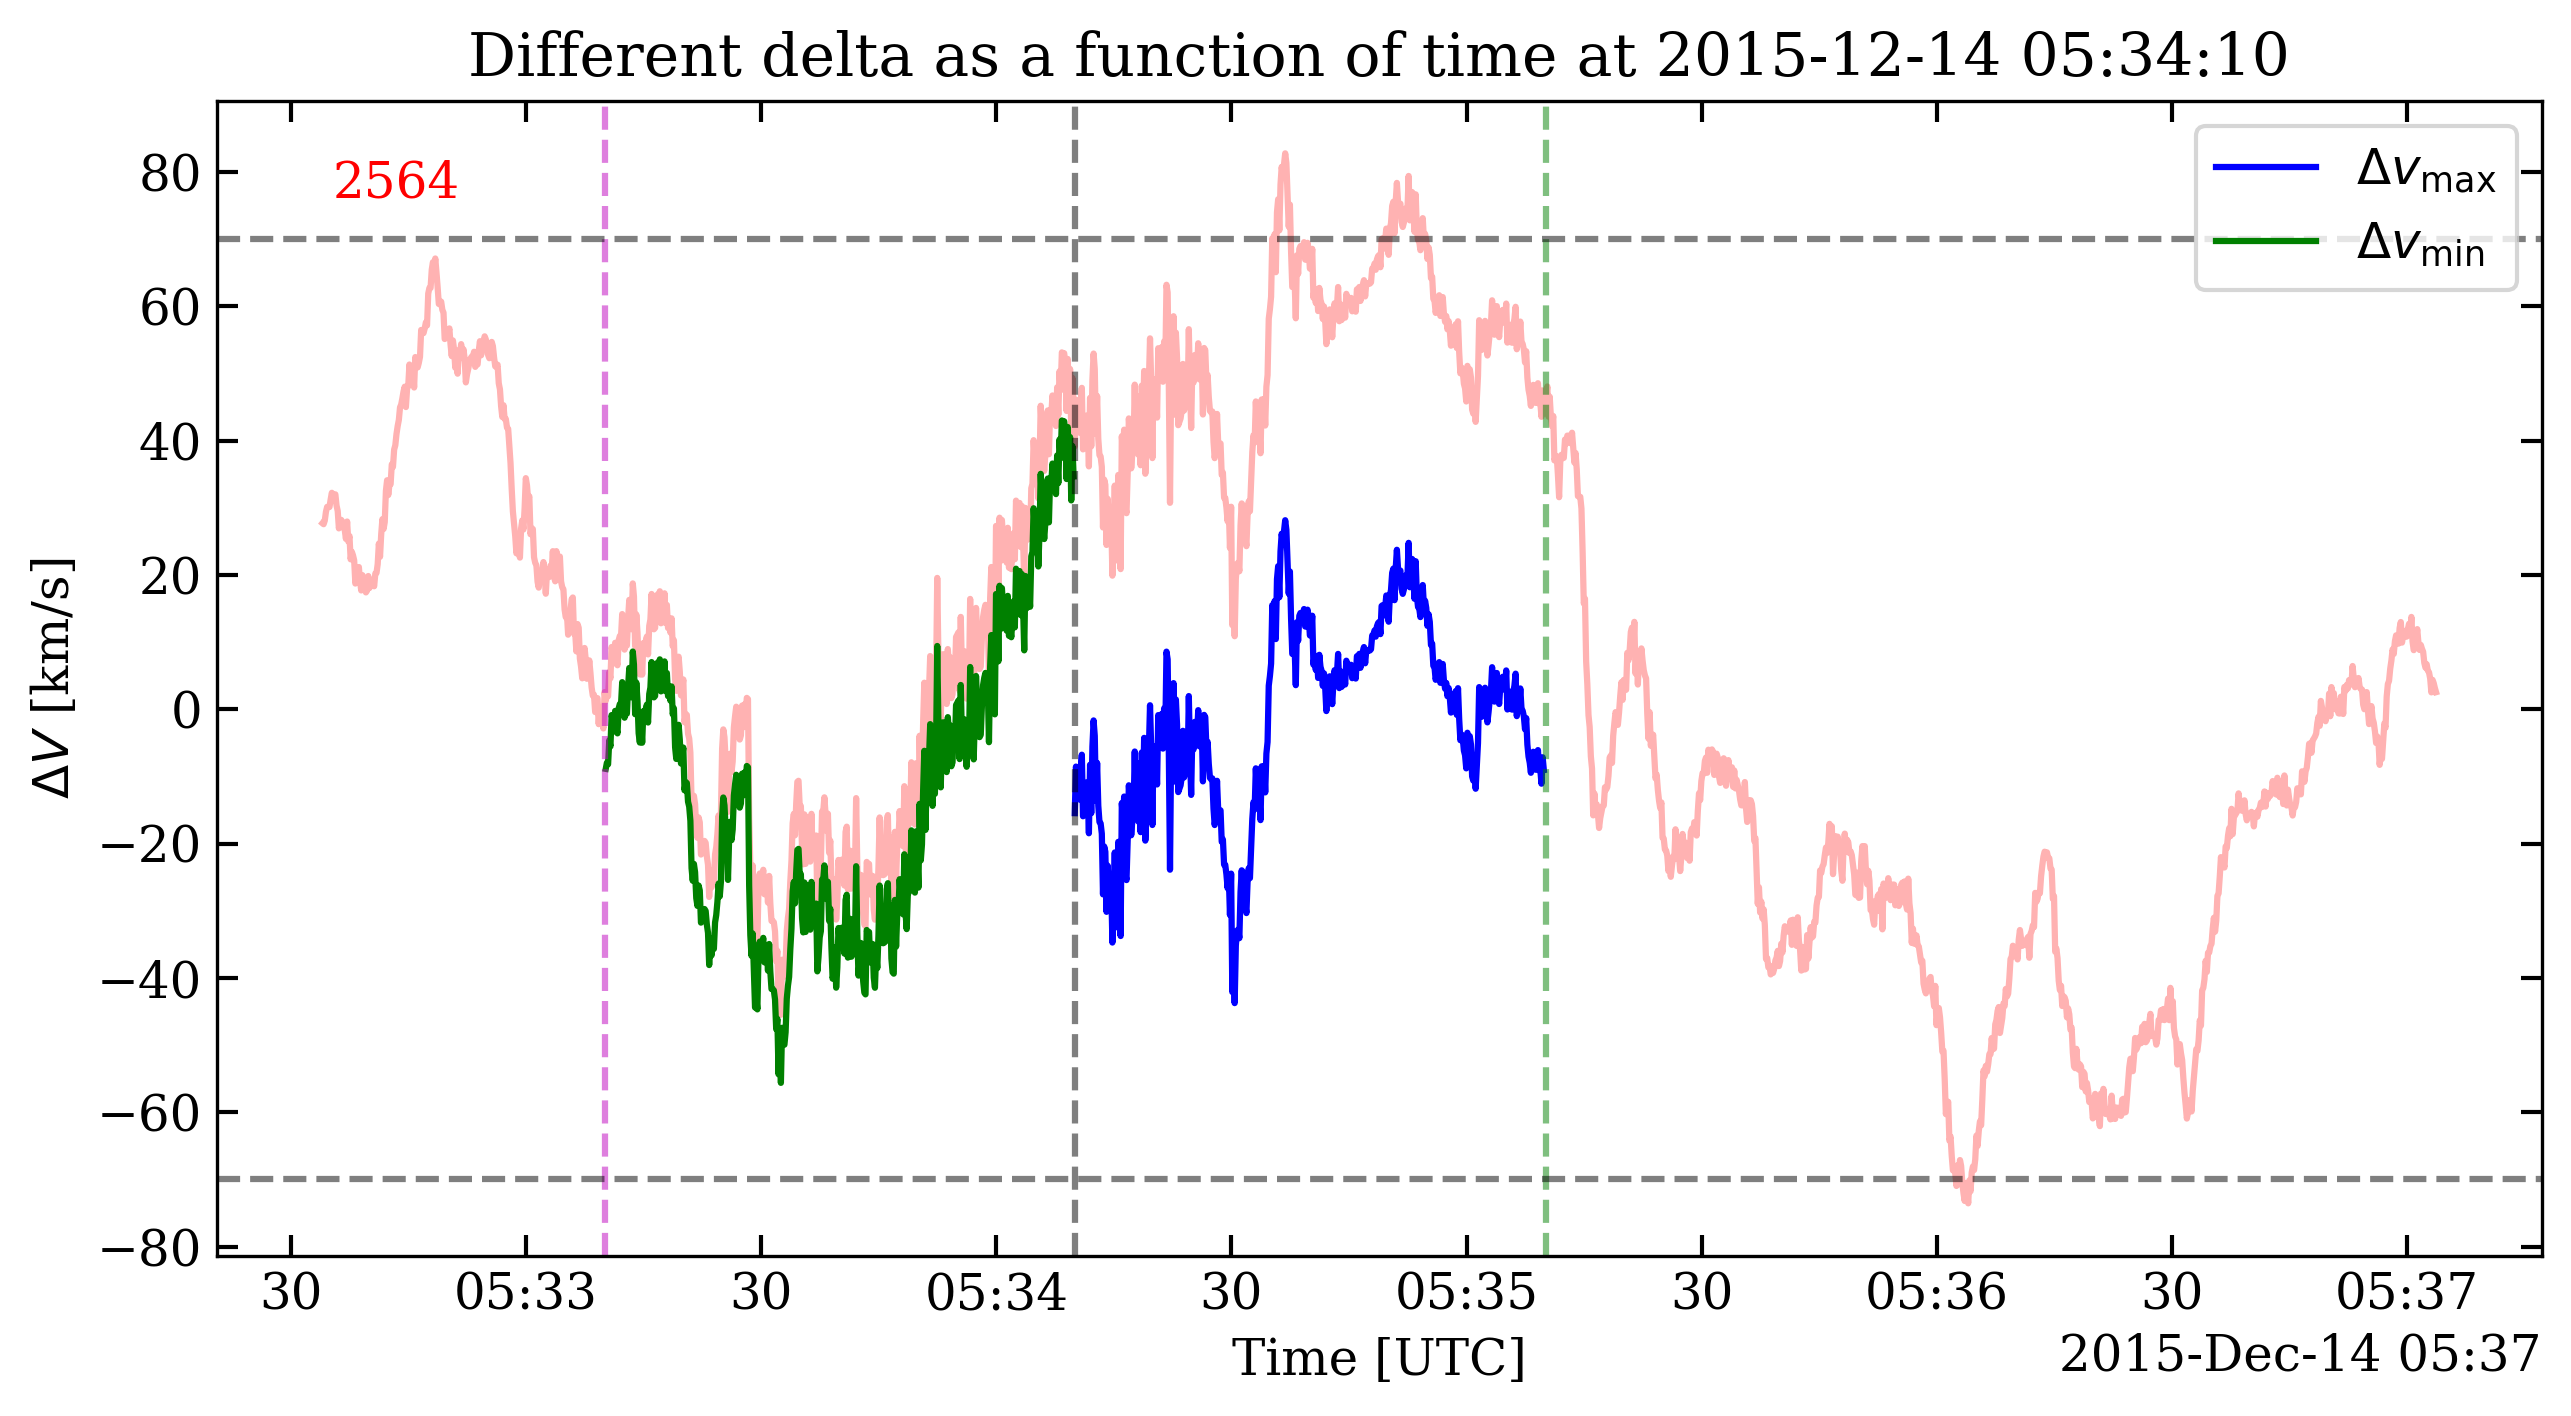 Different delta as a function of time at 2015-12-14 05:34:10
2564
Δv_max
Δv_min
80
60
40
20
0
−20
−40
−60
−80
ΔV [km/s]
30 05:33 30 05:34 30 05:35 30 05:36 30 05:37
Time [UTC]
2015-Dec-14 05:37